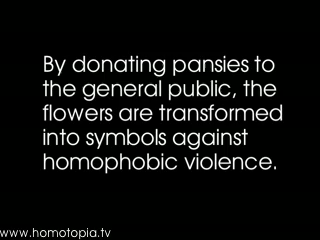 By donating pansies to
the general public, the
flowers are transformed
into symbols against
homophobic violence.
www.homotopia.tv